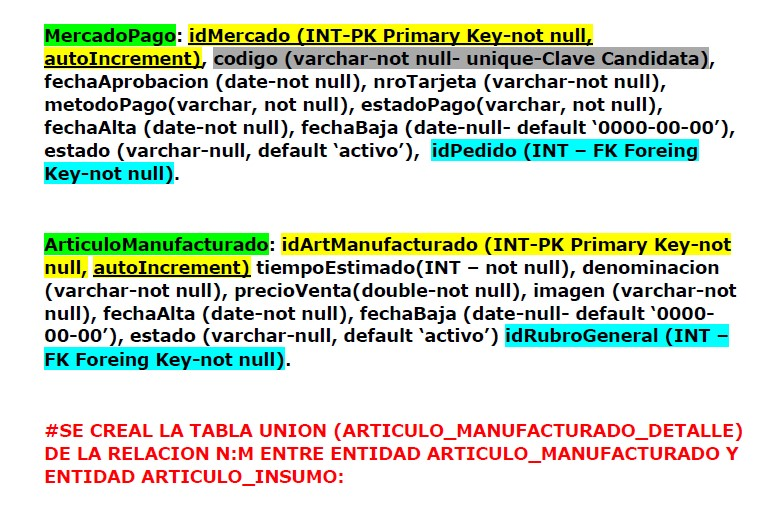 MercadoPago: idMercado (INT-PK Primary Key-not null,
autoIncrement), codigo (varchar-not null- unique-Clave Candidata),
fechaAprobacion (date-not null), nroTarjeta (varchar-not null),
metodoPago(varchar, not null), estadoPago(varchar, not null),
fechaAlta (date-not null), fechaBaja (date-null- default ‘0000-00-00’),
estado (varchar-null, default ‘activo’), idPedido (INT – FK Foreing
Key-not null).
ArticuloManufacturado: idArtManufacturado (INT-PK Primary Key-not
null, autoIncrement) tiempoEstimado(INT – not null), denominacion
(varchar-not null), precioVenta(double-not null), imagen (varchar-not
null), fechaAlta (date-not null), fechaBaja (date-null- default ‘0000-
00-00’), estado (varchar-null, default ‘activo’) idRubroGeneral (INT –
FK Foreing Key-not null).
#SE CREAL LA TABLA UNION (ARTICULO_MANUFACTURADO_DETALLE)
DE LA RELACION N:M ENTRE ENTIDAD ARTICULO_MANUFACTURADO Y
ENTIDAD ARTICULO_INSUMO: